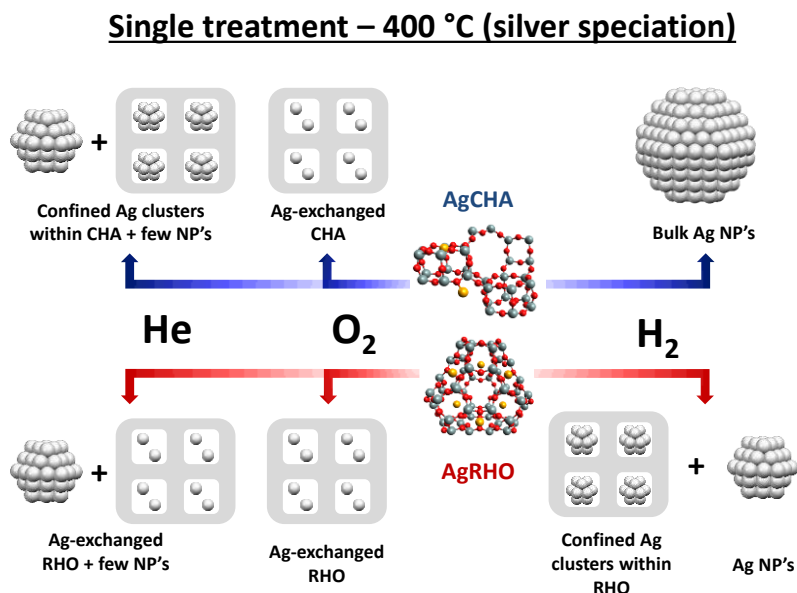 Single treatment – 400 °C (silver speciation)
+
Confined Ag clusters
within CHA + few NP's
Ag-exchanged
CHA
AgCHA
Bulk Ag NP's
He
O2
H2
AgRHO
+
Ag-exchanged
RHO + few NP's
Ag-exchanged
RHO
+
Confined Ag
clusters within
RHO
Ag NP's